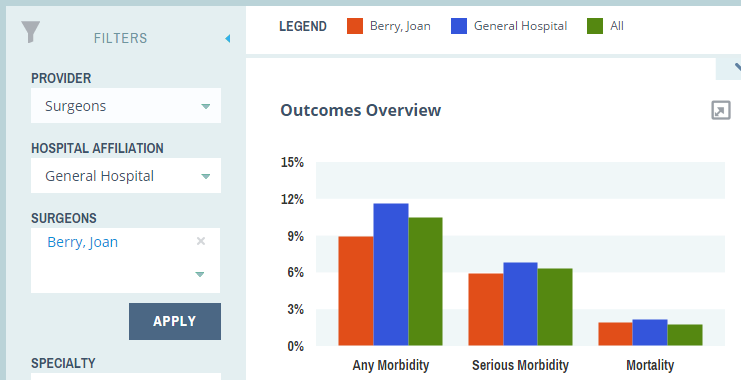 FILTERS
PROVIDER
Surgeons
HOSPITAL AFFILIATION
General Hospital
SURGEONS
Berry, Joan ×
APPLY
SPECIALTY
LEGEND Berry, Joan General Hospital All
Outcomes Overview
15%
12%
9%
6%
3%
0%
Any Morbidity Serious Morbidity Mortality